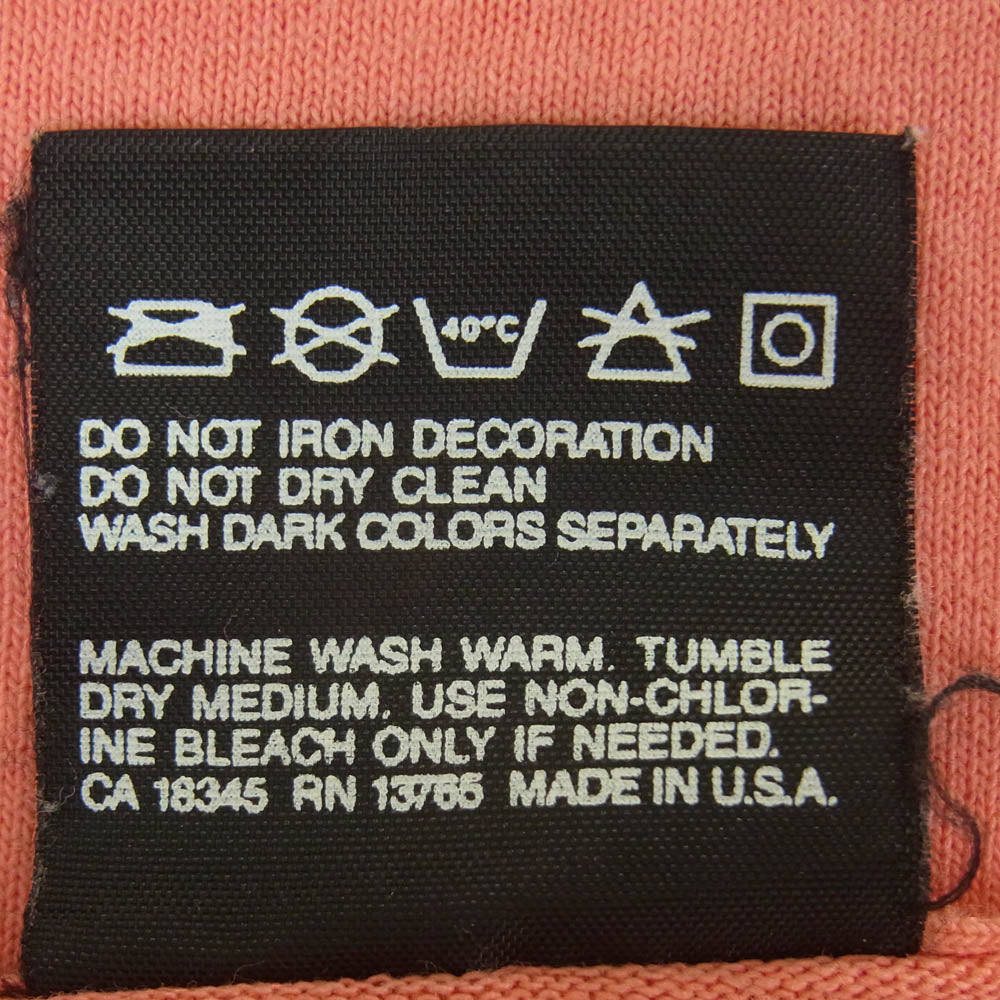 40°C
DO NOT IRON DECORATION
DO NOT DRY CLEAN
WASH DARK COLORS SEPARATELY
MACHINE WASH WARM. TUMBLE
DRY MEDIUM. USE NON-CHLOR-
INE BLEACH ONLY IF NEEDED.
CA 18345 RN 13765 MADE IN U.S.A.